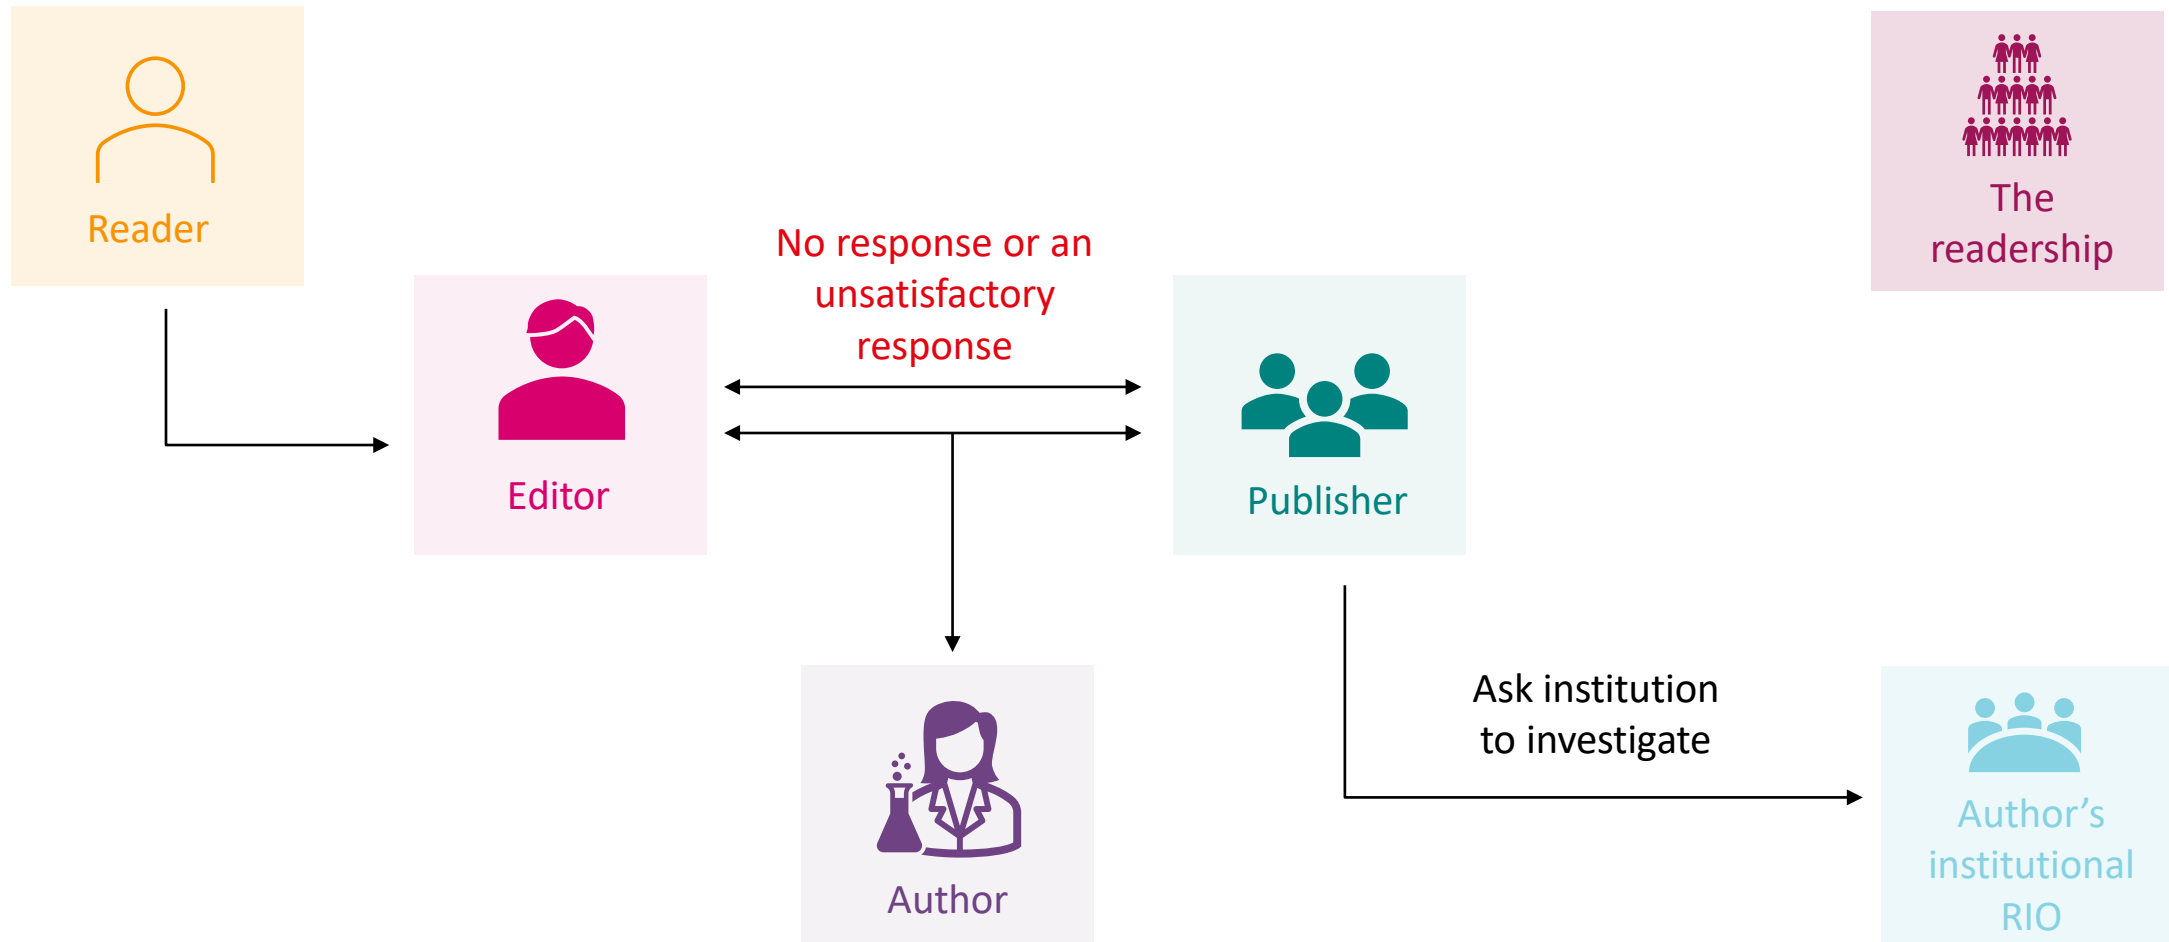 Reader
No response or an
unsatisfactory
response
The
readership
Editor
Publisher
Ask institution
to investigate
Author
Author’s
institutional
RIO